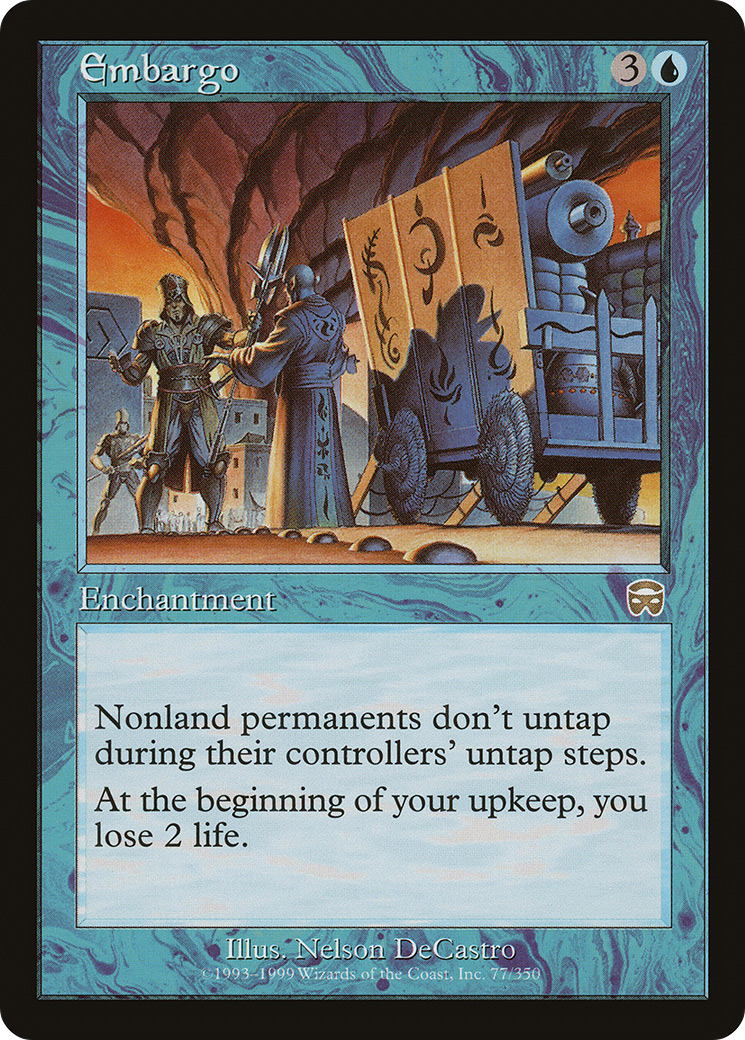 Embargo 3
Enchantment
Nonland permanents don't untap
during their controllers' untap steps.
At the beginning of your upkeep, you
lose 2 life.
Illus. Nelson DeCastro
©1993–1999 Wizards of the Coast, Inc. 77/350